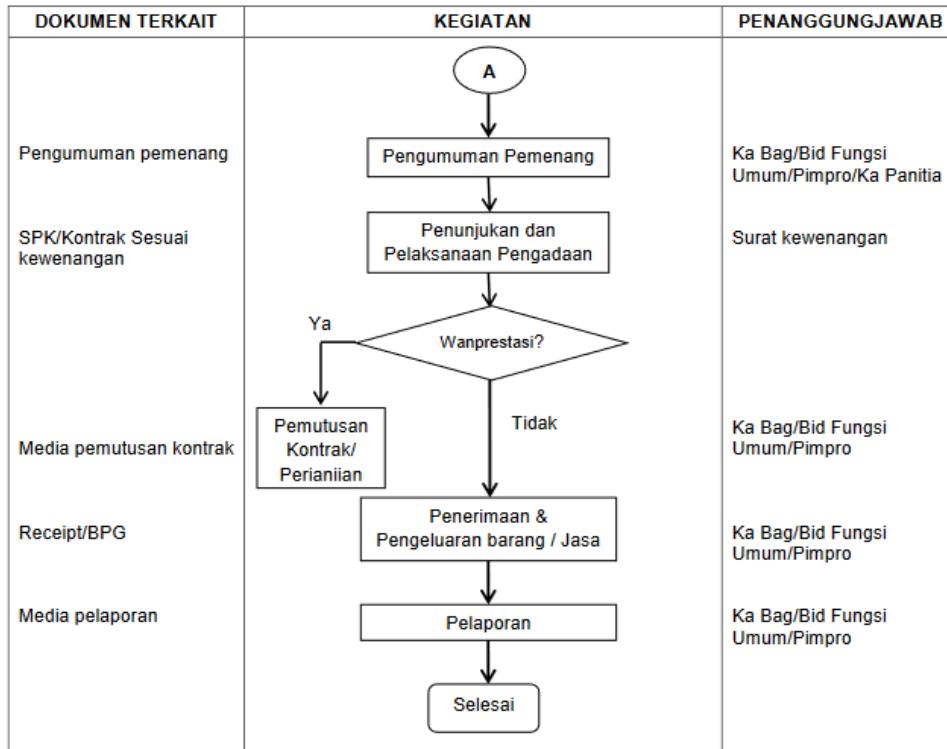 DOKUMEN TERKAIT
KEGIATAN
PENANGGUNGJAWAB
A
Pengumuman pemenang
Pengumuman Pemenang
Ka Bag/Bid Fungsi
Umum/Pimpro/Ka Panitia
SPK/Kontrak Sesuai
kewenangan
Penunjukan dan
Pelaksanaan Pengadaan
Surat kewenangan
Ya
Wanprestasi?
Tidak
Media pemutusan kontrak
Pemutusan
Kontrak/
Perianiian
Ka Bag/Bid Fungsi
Umum/Pimpro
Receipt/BPG
Penerimaan &
Pengeluaran barang / Jasa
Ka Bag/Bid Fungsi
Umum/Pimpro
Media pelaporan
Pelaporan
Ka Bag/Bid Fungsi
Umum/Pimpro
Selesai